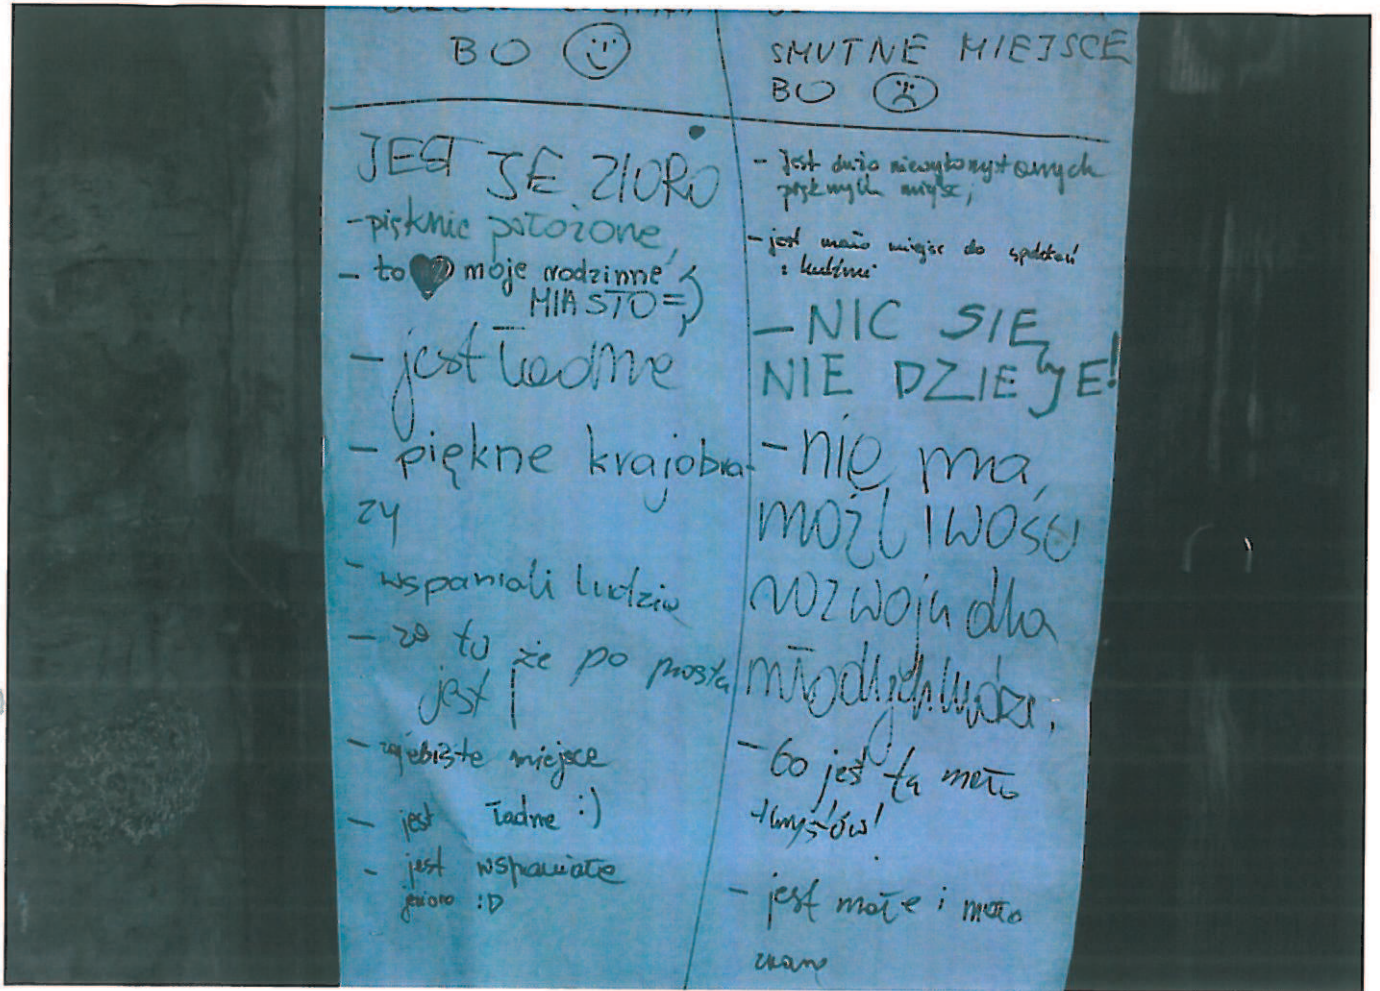 BO
JEST JEZIORO
- pięknie położone,
- to moje rodzinne
MIASTO =)
- jest ładne
- piękne krajobra-
zy
- wspaniali ludzie
- za to że po prostu
jest!
- zajebiste miejsce
- jest ładne :)
- jest wspaniałe
jezioro :D
SMUTNE MIEJSCE
BO
- Jest dużo niewykorzystanych
pięknych miejsc,
- jest mało miejsc do spotkań
z ludźmi
- NIC SIĘ
NIE DZIEJE!
- nie ma
możliwości
rozwoju dla
młodych ludzi.
- Bo jest tu mało
- jest małe i mało
znane